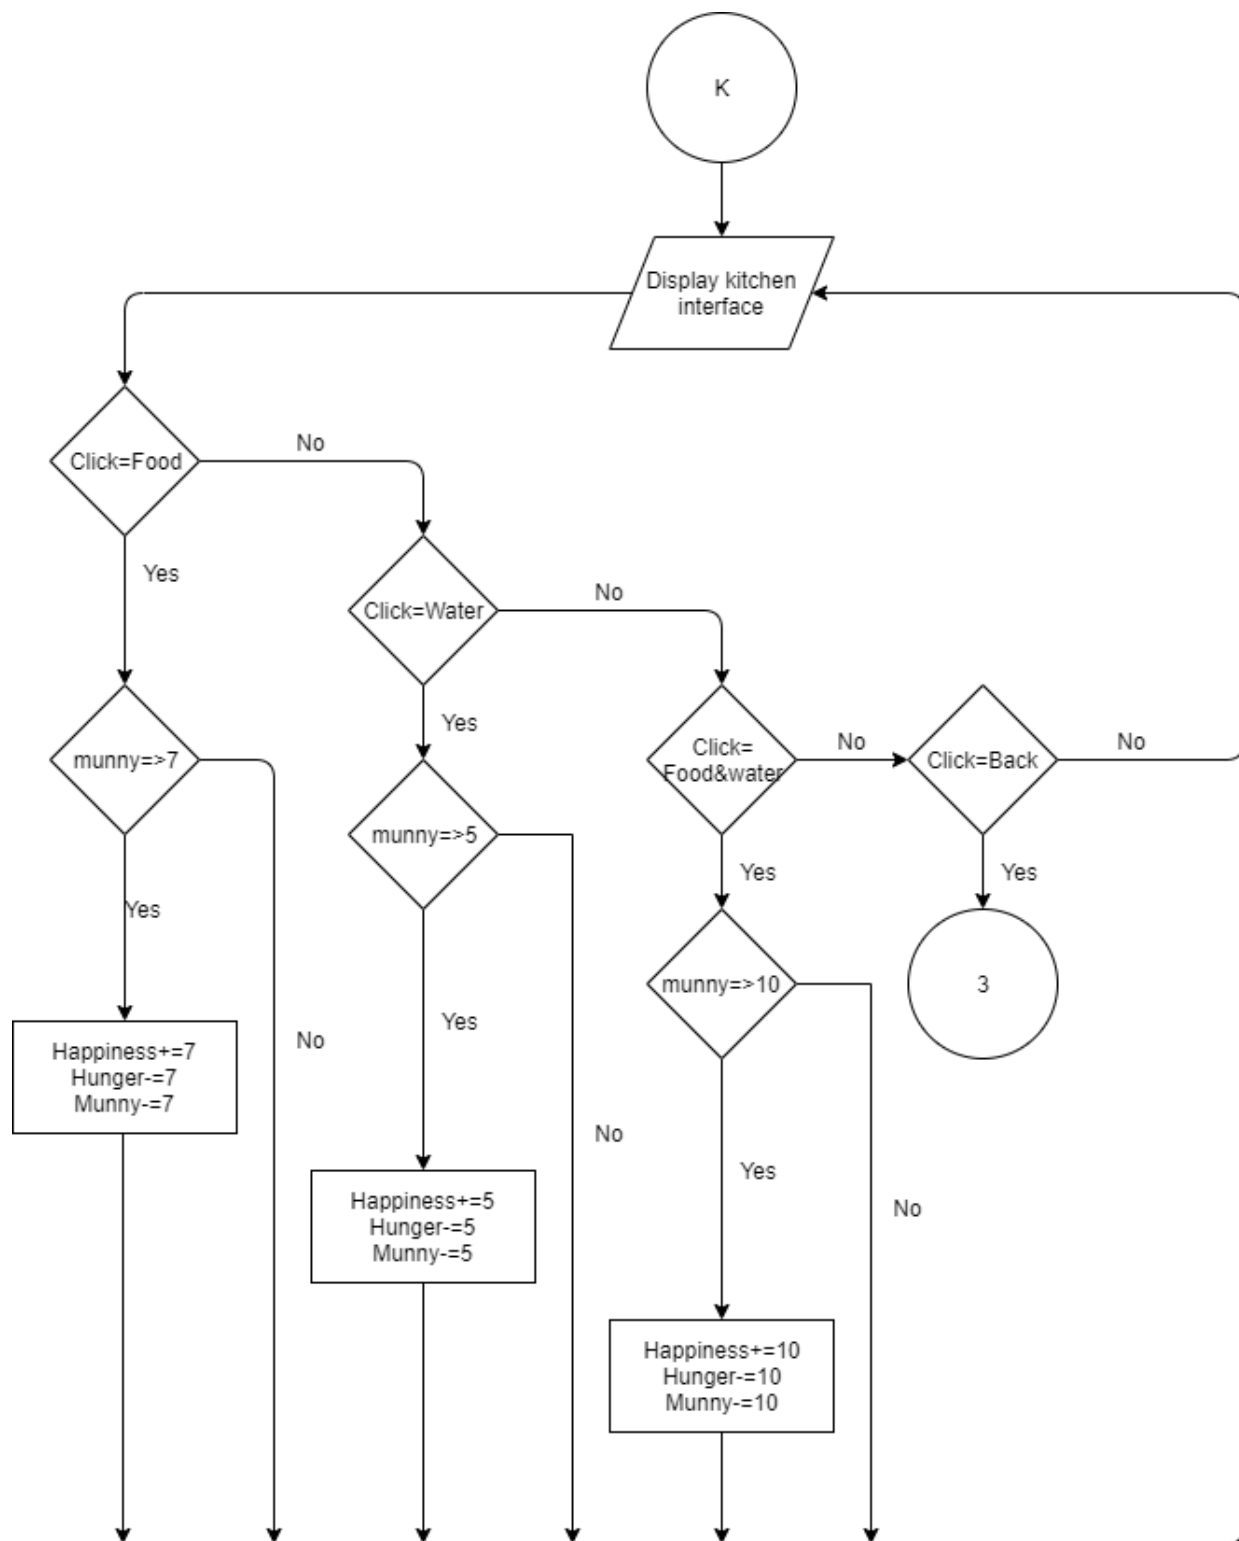 K
Display kitchen
interface
Click=Food
No
Yes
Click=Water
No
Yes
Click=
Food&water
No
Click=Back
No
munny=>7
munny=>5
Yes
Yes
Yes
munny=>10
3
Yes
No
Happiness+=7
Hunger-=7
Munny-=7
No
Yes
No
Happiness+=5
Hunger-=5
Munny-=5
Happiness+=10
Hunger-=10
Munny-=10